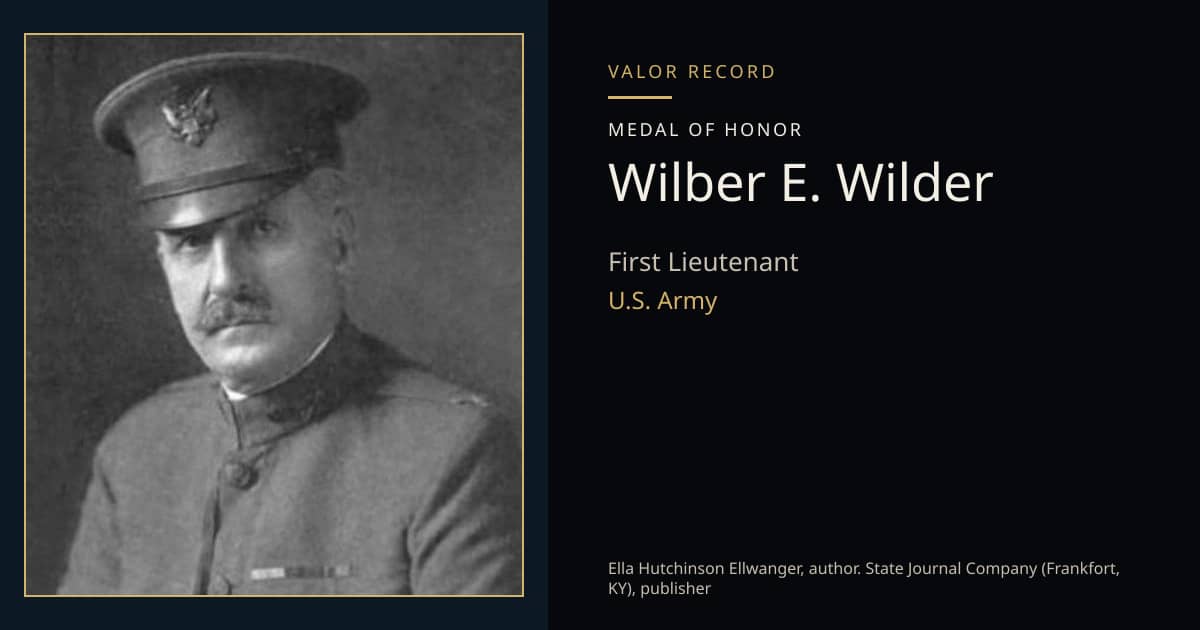 VALOR RECORD
MEDAL OF HONOR
Wilber E. Wilder
First Lieutenant
U.S. Army
Ella Hutchinson Ellwanger, author. State Journal Company (Frankfort,
KY), publisher